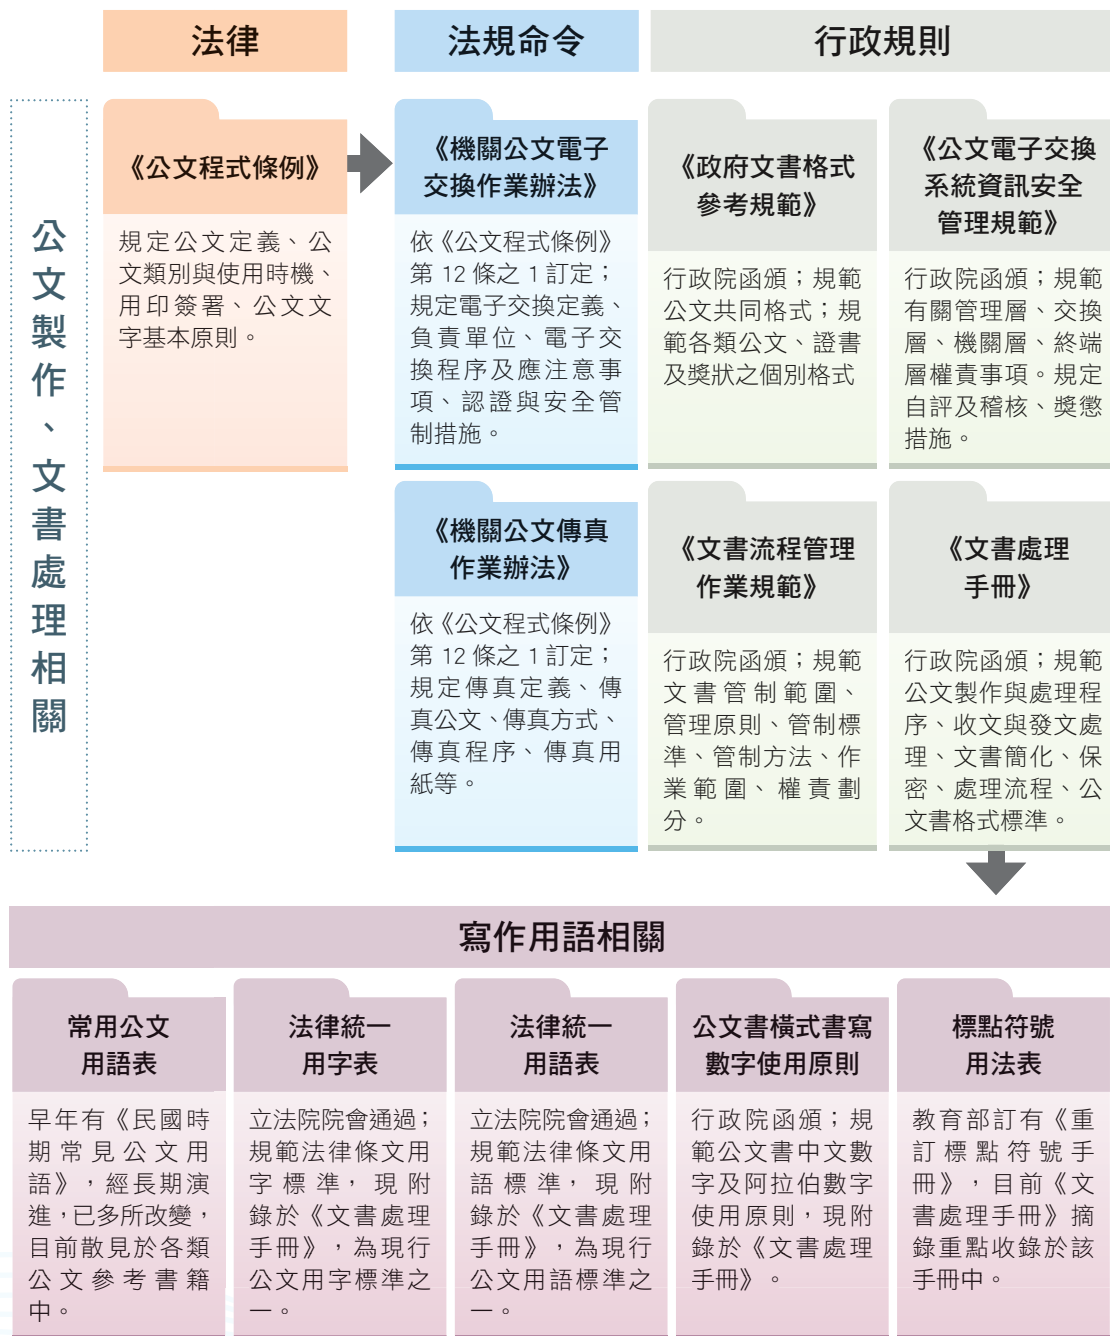 法律
法規命令
行政規則
公文製作、文書處理相關
《公文程式條例》
規定公文定義、公
文類別與使用時機、
用印簽署、公文文
字基本原則。
《機關公文電子
交換作業辦法》
依《公文程式條例》
第 12 條之 1 訂定；
規定電子交換定義、
負責單位、電子交
換程序及應注意事
項、認證與安全管
制措施。
《政府文書格式
參考規範》
行政院函頒；規範
公文共同格式；規
範各類公文、證書
及獎狀之個別格式
《公文電子交換
系統資訊安全
管理規範》
行政院函頒；規範
有關管理層、交換
層、機關層、終端
層權責事項。規定
自評及稽核、獎懲
措施。
《機關公文傳真
作業辦法》
依《公文程式條例》
第 12 條之 1 訂定；
規定傳真定義、傳
真公文、傳真方式、
傳真程序、傳真用
紙等。
《文書流程管理
作業規範》
行政院函頒；規範
文書管制範圍、
管理原則、管制標
準、管制方法、作
業範圍、權責劃
分。
《文書處理
手冊》
行政院函頒；規範
公文製作與處理程
序、收文與發文處
理、文書簡化、保
密、處理流程、公
文書格式標準。
寫作用語相關
常用公文
用語表
早年有《民國時
期常見公文用
語》，經長期演
進，已多所改變，
目前散見於各類
公文參考書籍
中。
法律統一
用字表
立法院院會通過；
規範法律條文用
字標準，現附
錄於《文書處理
手冊》，為現行
公文用字標準之
一。
法律統一
用語表
立法院院會通過；
規範法律條文用
語標準，現附
錄於《文書處理
手冊》，為現行
公文用語標準之
一。
公文書橫式書寫
數字使用原則
行政院函頒；規
範公文書中文數
字及阿拉伯數字
使用原則，現附
錄於《文書處理
手冊》。
標點符號
用法表
教育部訂有《重
訂標點符號手
冊》，目前《文
書處理手冊》摘
錄重點收錄於該
手冊中。